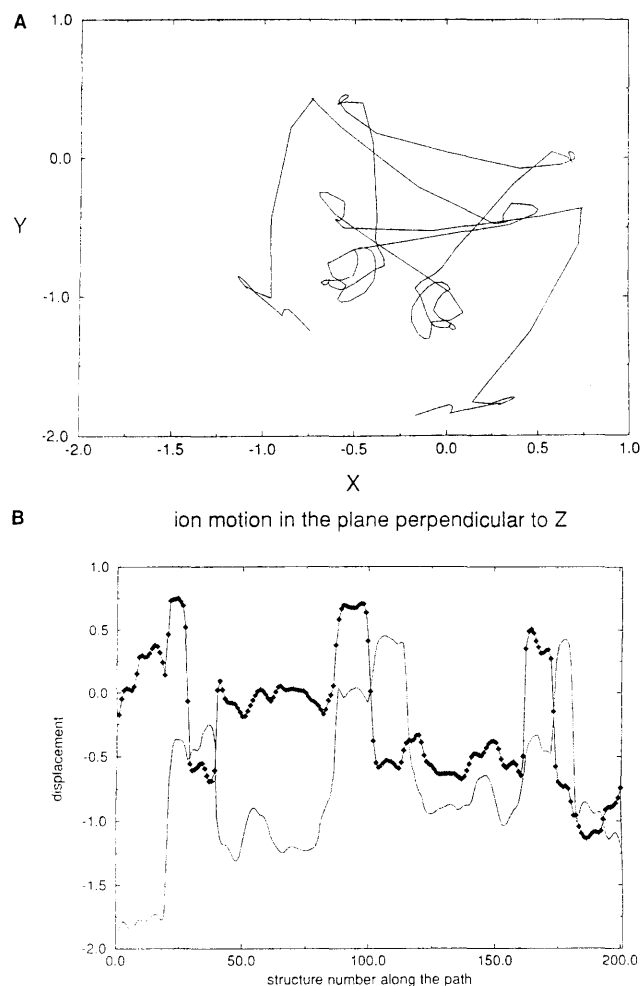 A
1.0
0.0
Y
-1.0
-2.0
-2.0 -1.5 -1.0 -0.5 0.0 0.5 1.0
X
B ion motion in the plane perpendicular to Z
1.0
0.5
0.0
displacement
-0.5
-1.0
-1.5
-2.0
0.0 50.0 100.0 150.0 200.0
structure number along the path